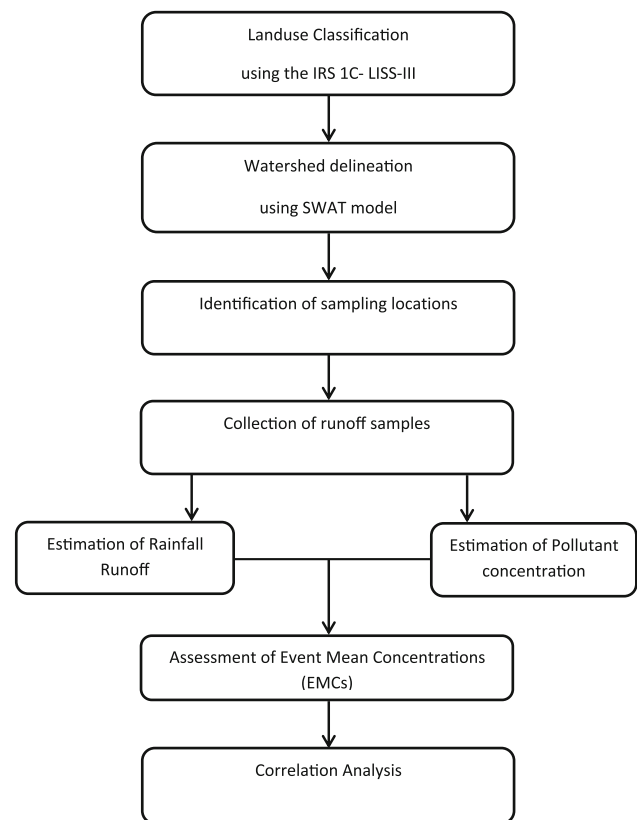 Landuse Classification
using the IRS 1C- LISS-III
Watershed delineation
using SWAT model
Identification of sampling locations
Collection of runoff samples
Estimation of Rainfall
Runoff
Estimation of Pollutant
concentration
Assessment of Event Mean Concentrations
(EMCs)
Correlation Analysis